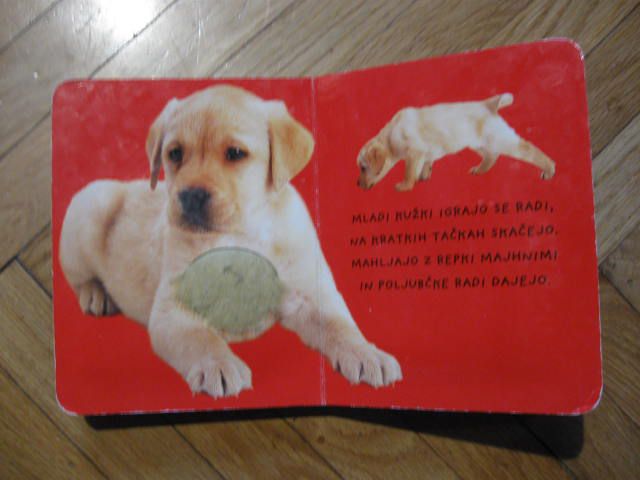 MLADI KUŽKI IGRAJO SE RADI,
NA KRATKIH TAČKAH SKAČEJO.
MAHLJAJO Z REPKI MAJHNIMI
IN POLJUBČKE RADI DAJEJO.